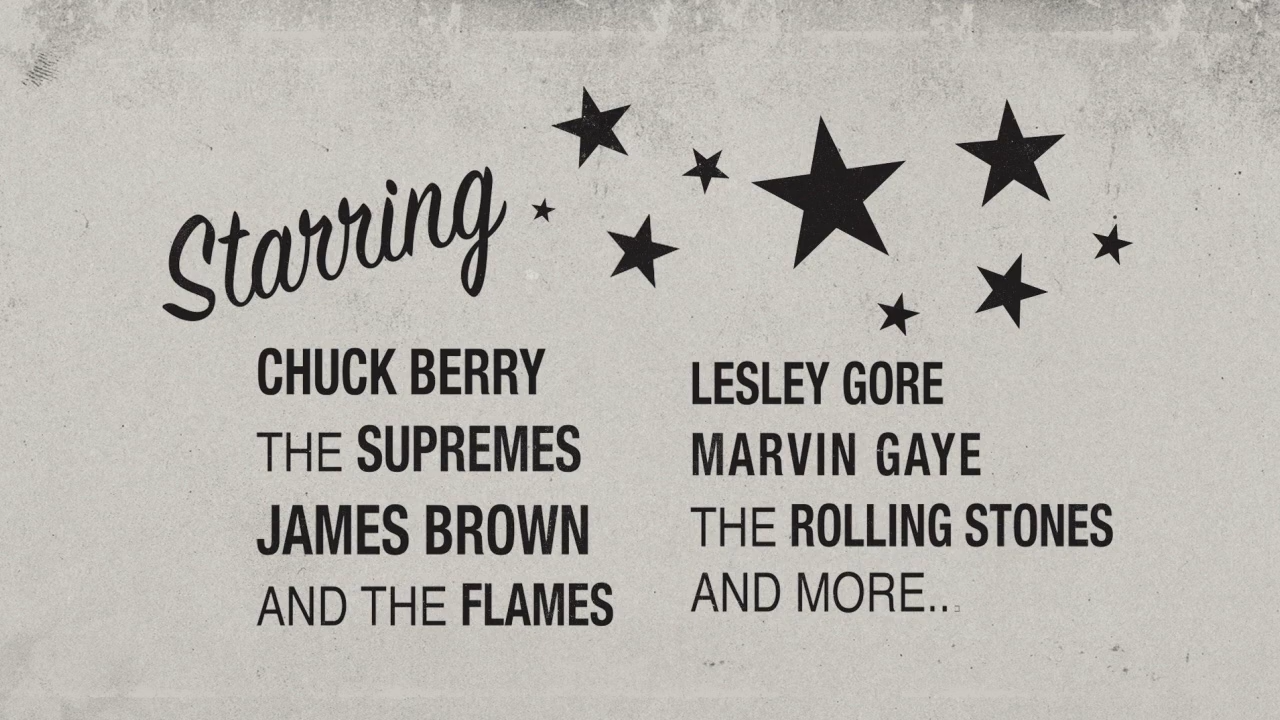 Starring
CHUCK BERRY
THE SUPREMES
JAMES BROWN
AND THE FLAMES
LESLEY GORE
MARVIN GAYE
THE ROLLING STONES
AND MORE...